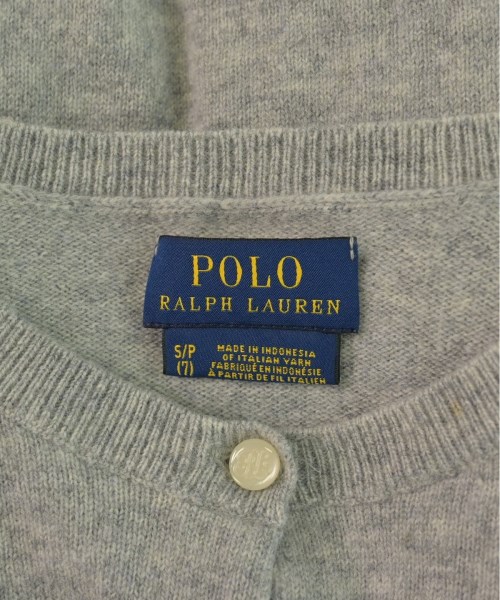 POLO
RALPH LAUREN
S/P
(7)
MADE IN INDONESIA
OF ITALIAN YARN
FABRIQUÉ EN INDONÉSIE
À PARTIR DE FIL ITALIEN